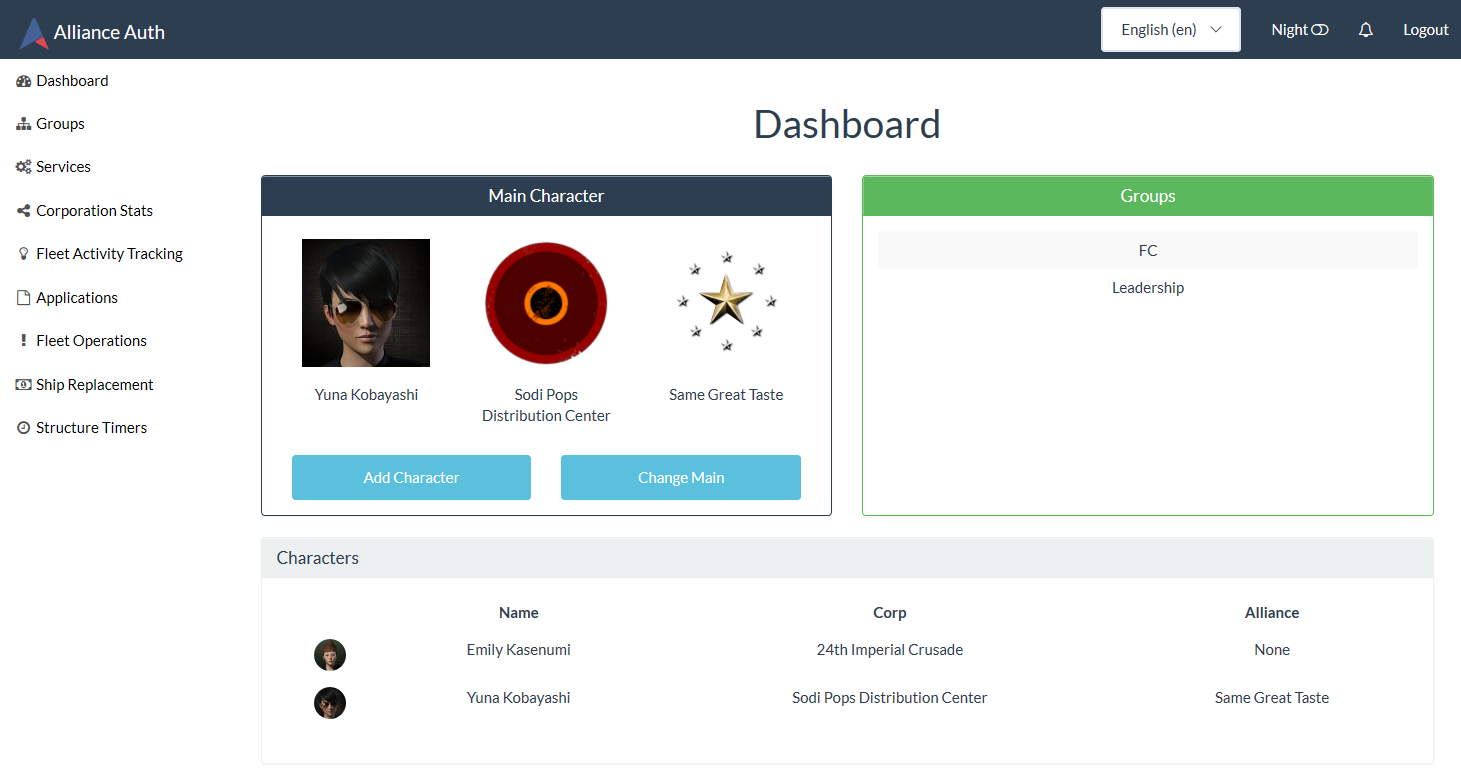 Alliance Auth
English (en)
Night
Logout
Dashboard
Groups
Services
Corporation Stats
Fleet Activity Tracking
Applications
Fleet Operations
Ship Replacement
Structure Timers
Dashboard
Main Character
Yuna Kobayashi
Sodi Pops
Distribution Center
Same Great Taste
Add Character
Change Main
Groups
FC
Leadership
Characters
Name Corp Alliance
Emily Kasenumi 24th Imperial Crusade None
Yuna Kobayashi Sodi Pops Distribution Center Same Great Taste